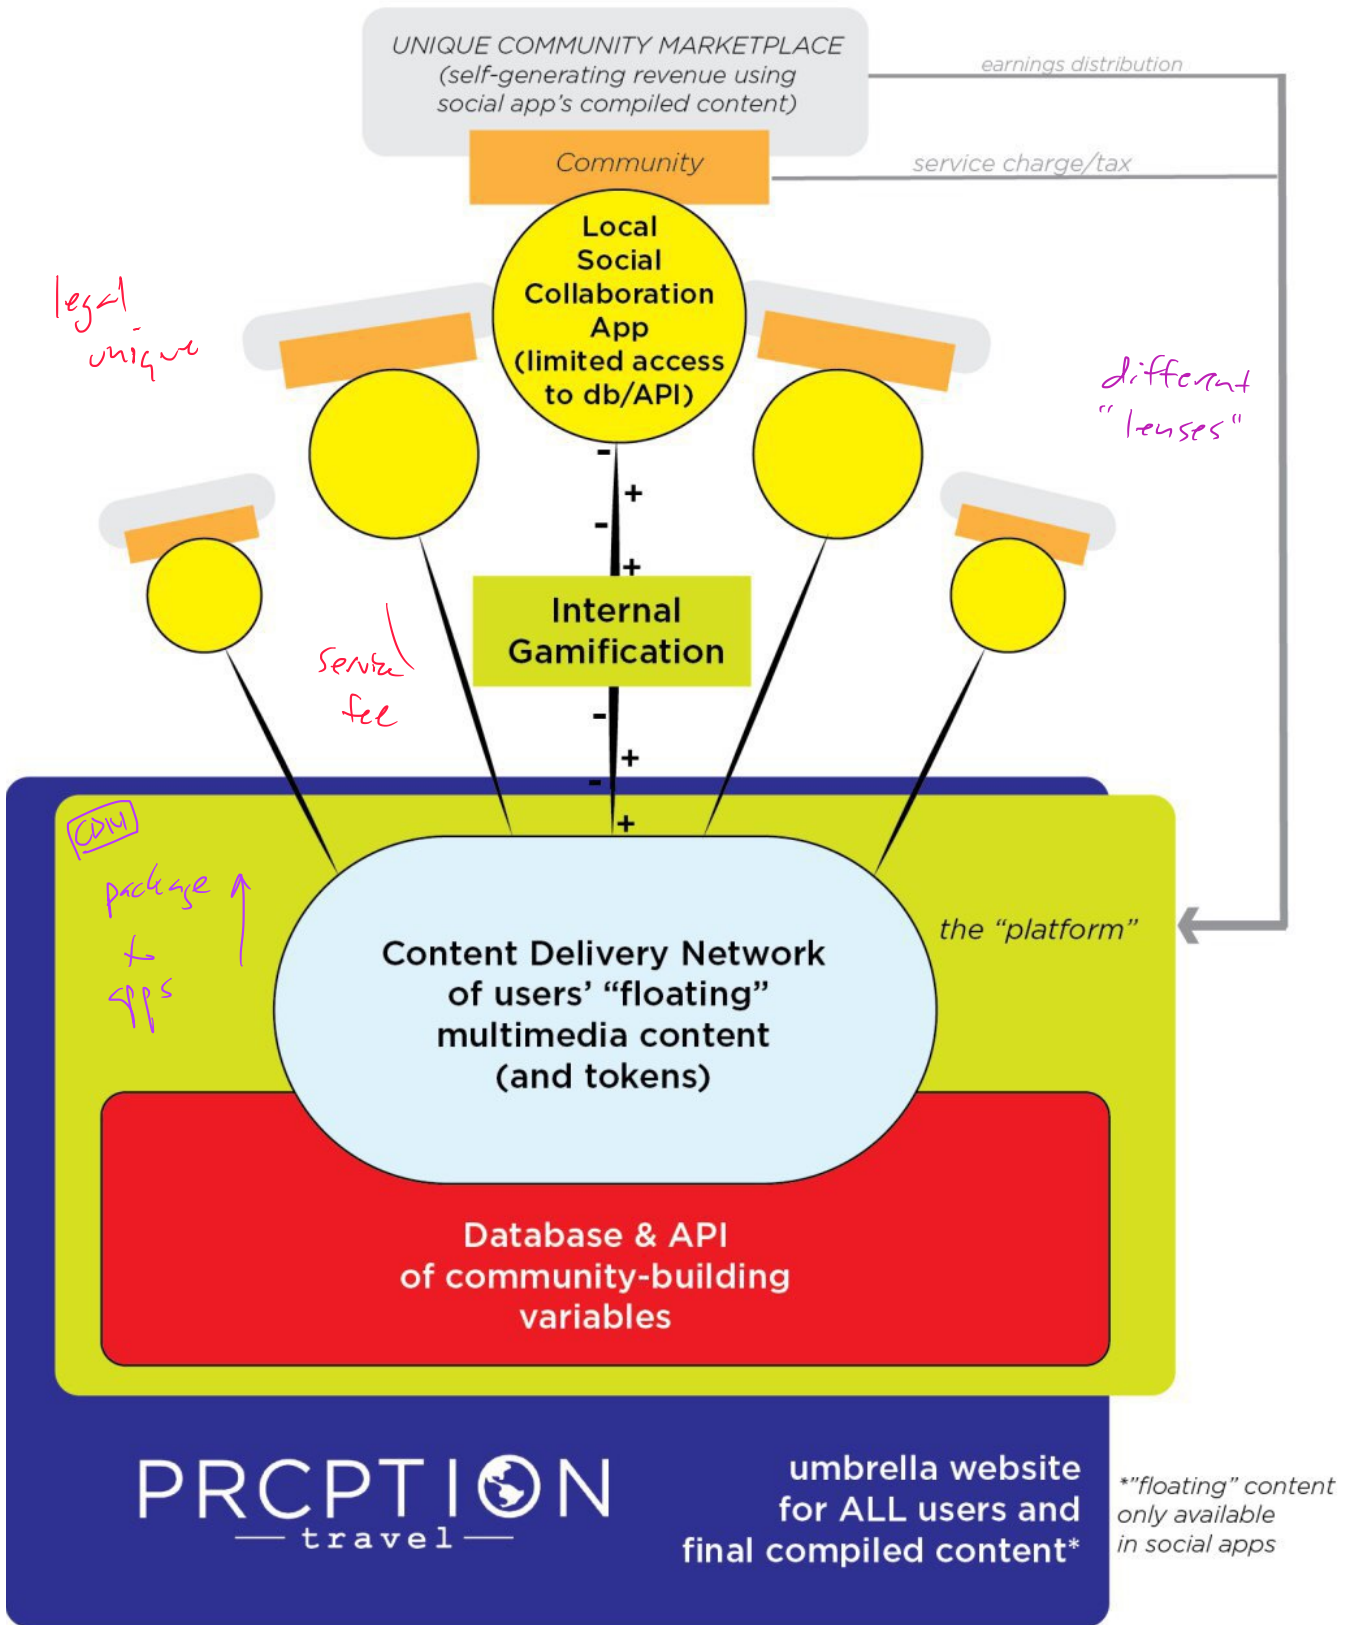 UNIQUE COMMUNITY MARKETPLACE
(self-generating revenue using
social app's compiled content)
earnings distribution
Community
service charge/tax
Local
Social
Collaboration
App
(limited access
to db/API)
legal
unique
different
"lenses"
-
+
-
+
Internal
Gamification
service
fee
-
+
-
+
CDN
package
to
apps
the “platform”
Content Delivery Network
of users’ “floating”
multimedia content
(and tokens)
Database & API
of community-building
variables
PRCPTION
travel
umbrella website
for ALL users and
final compiled content*
*”floating” content
only available
in social apps